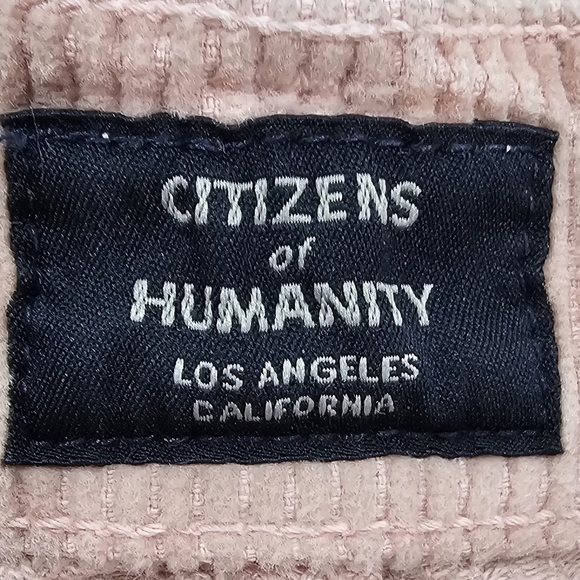 CITIZENS
of
HUMANITY
LOS ANGELES
CALIFORNIA